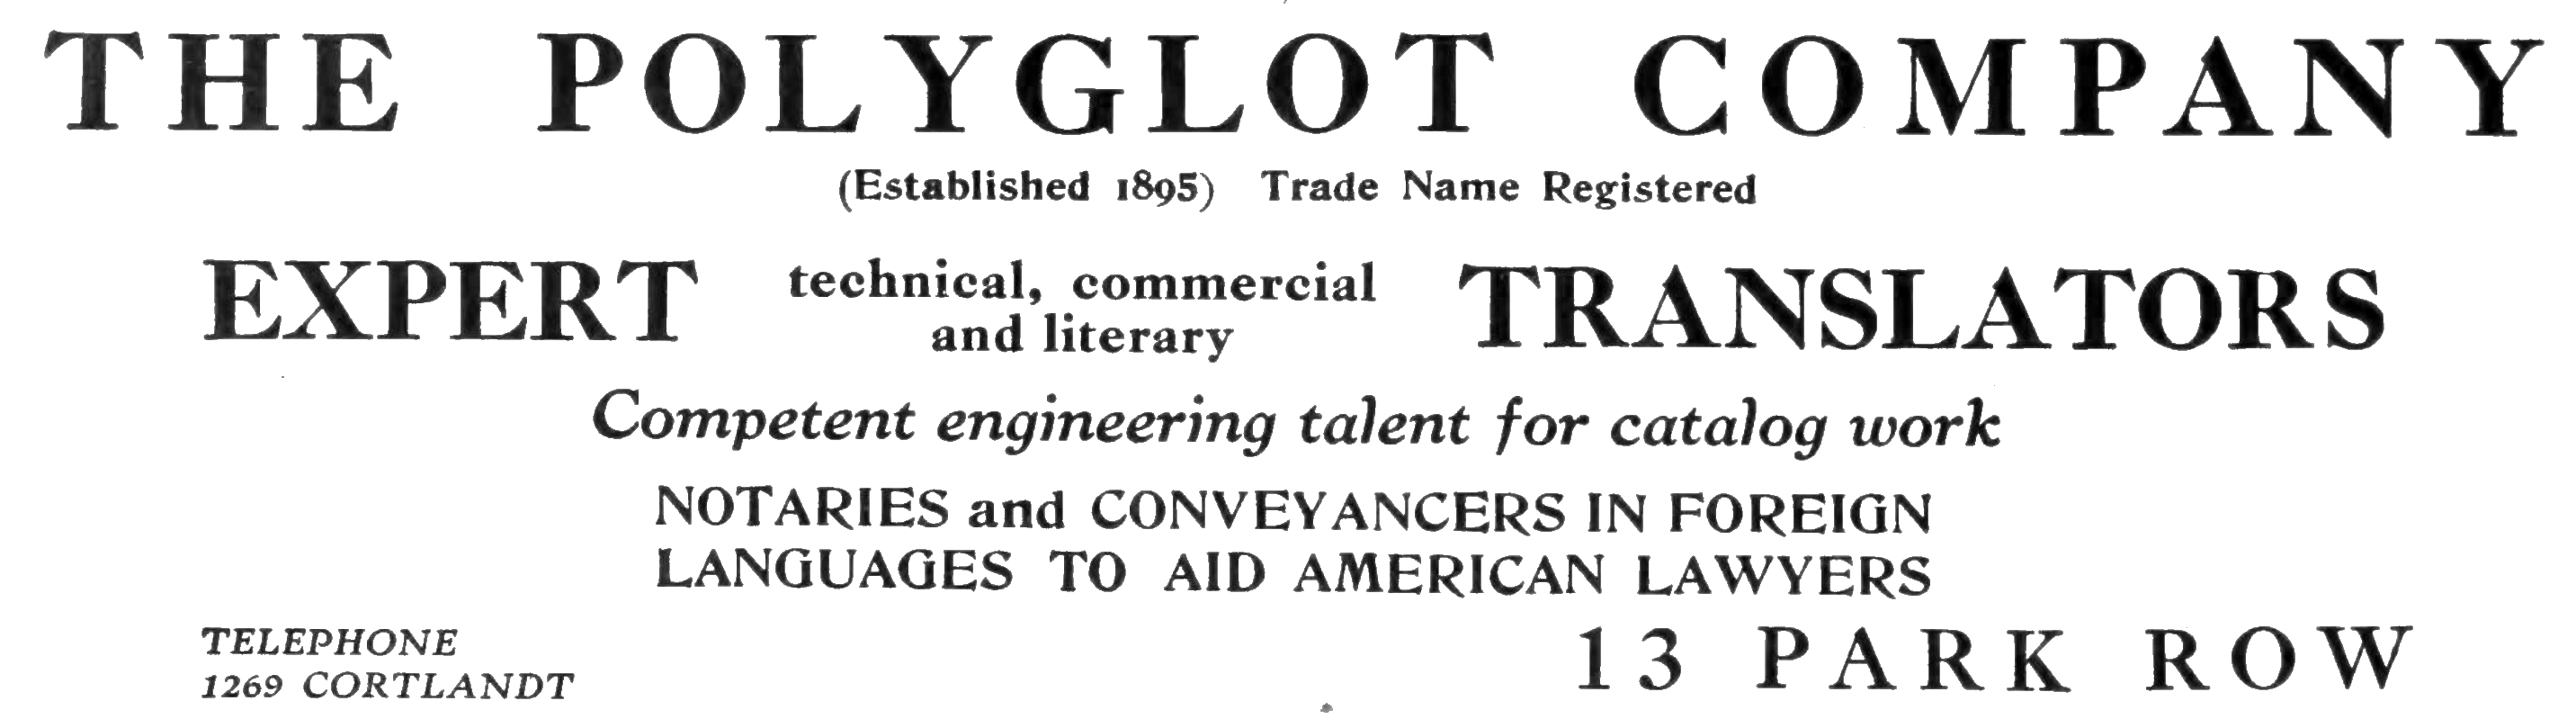 THE POLYGLOT COMPANY
(Established 1895) Trade Name Registered
EXPERT technical, commercial and literary TRANSLATORS
Competent engineering talent for catalog work
NOTARIES and CONVEYANCERS IN FOREIGN
LANGUAGES TO AID AMERICAN LAWYERS
TELEPHONE
1269 CORTLANDT
13 PARK ROW